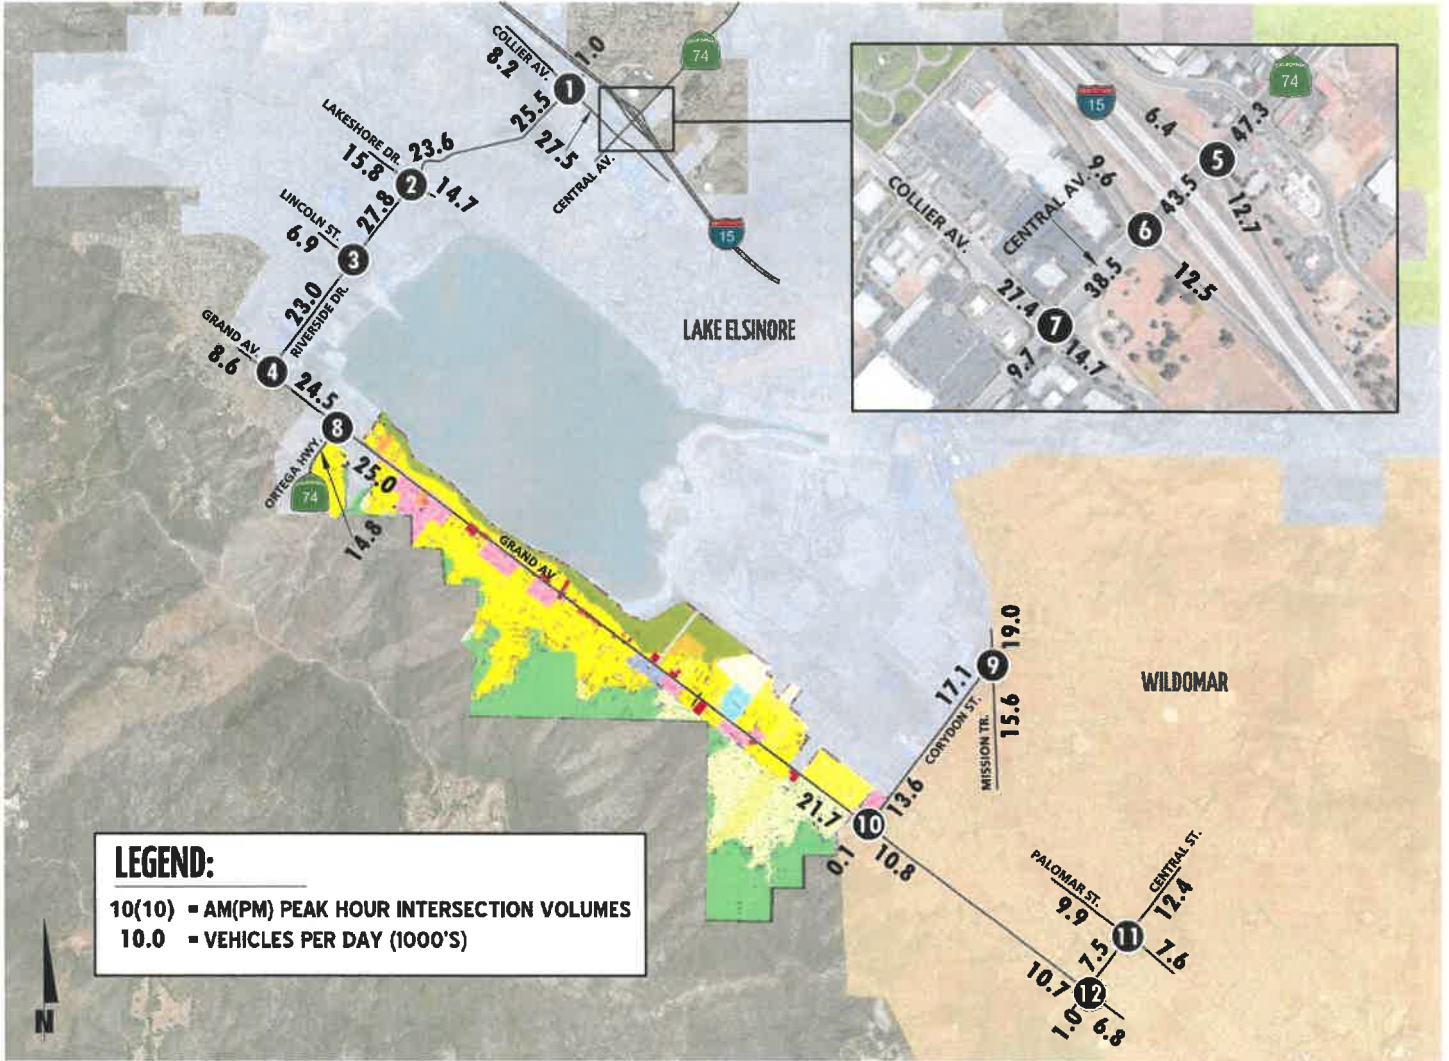 COLLIER AV.
8.2
1.0
1
CALIFORNIA
74
25.5
27.5
CENTRAL AV.
LAKESHORE DR.
15.8
23.6
2
14.7
27.8
LINCOLN ST.
6.9
3
23.0
RIVERSIDE DR.
GRAND AV.
8.6
4
24.5
8
ORTEGA HWY.
74
14.8
25.0
GRAND AV.
15
LAKE ELSINORE
15
CALIFORNIA
74
6.4
47.3
5
9.6
43.5
12.7
COLLIER AV.
CENTRAL AV.
6
38.5
12.5
27.4
7
9.7
14.7
19.0
9
17.1
CORYDON ST.
MISSION TR.
15.6
WILDOMAR
13.6
21.7
10
0.1
10.8
PALOMAR ST.
9.9
CENTRAL ST.
12.4
11
7.5
7.6
10.7
12
1.0
6.8
LEGEND:
10(10) = AM(PM) PEAK HOUR INTERSECTION VOLUMES
10.0 = VEHICLES PER DAY (1000'S)
N